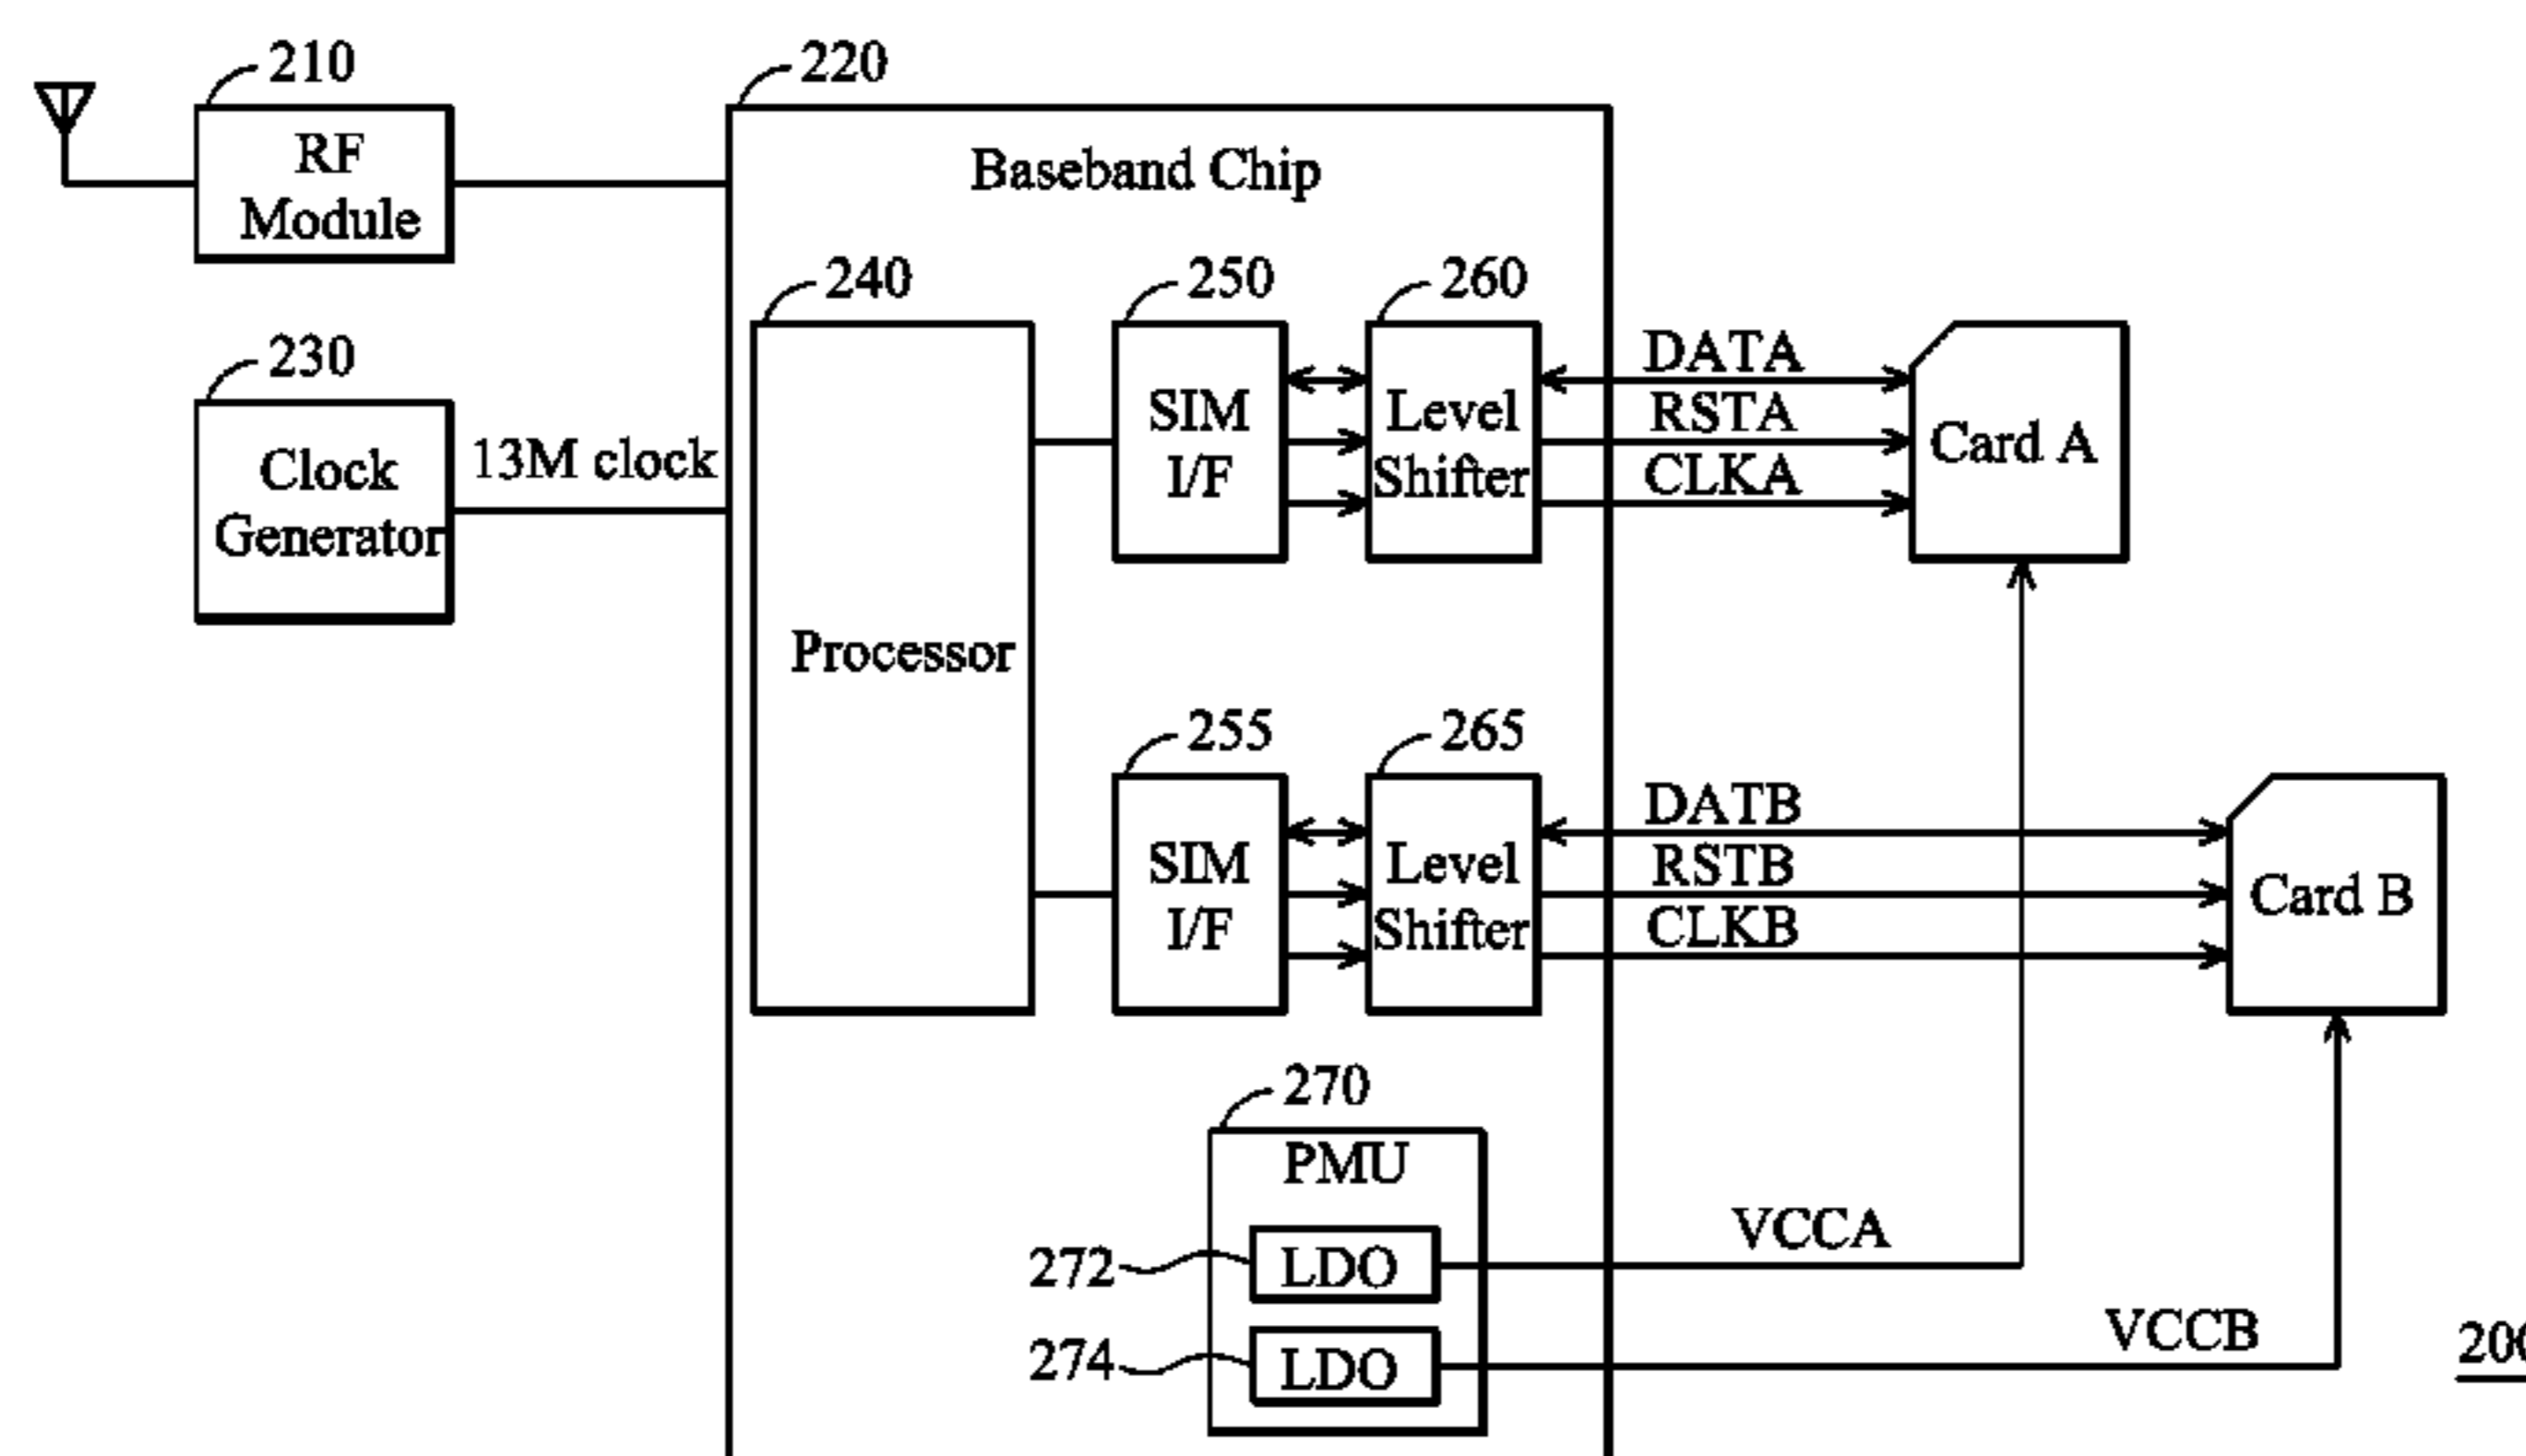 210
RF
Module
220
Baseband Chip
230
Clock
Generator
13M clock
240
Processor
250
SIM
I/F
260
Level
Shifter
DATA
RSTA
CLKA
Card A
255
SIM
I/F
265
Level
Shifter
DATB
RSTB
CLKB
Card B
270
PMU
272
LDO
VCCA
274
LDO
VCCB
200